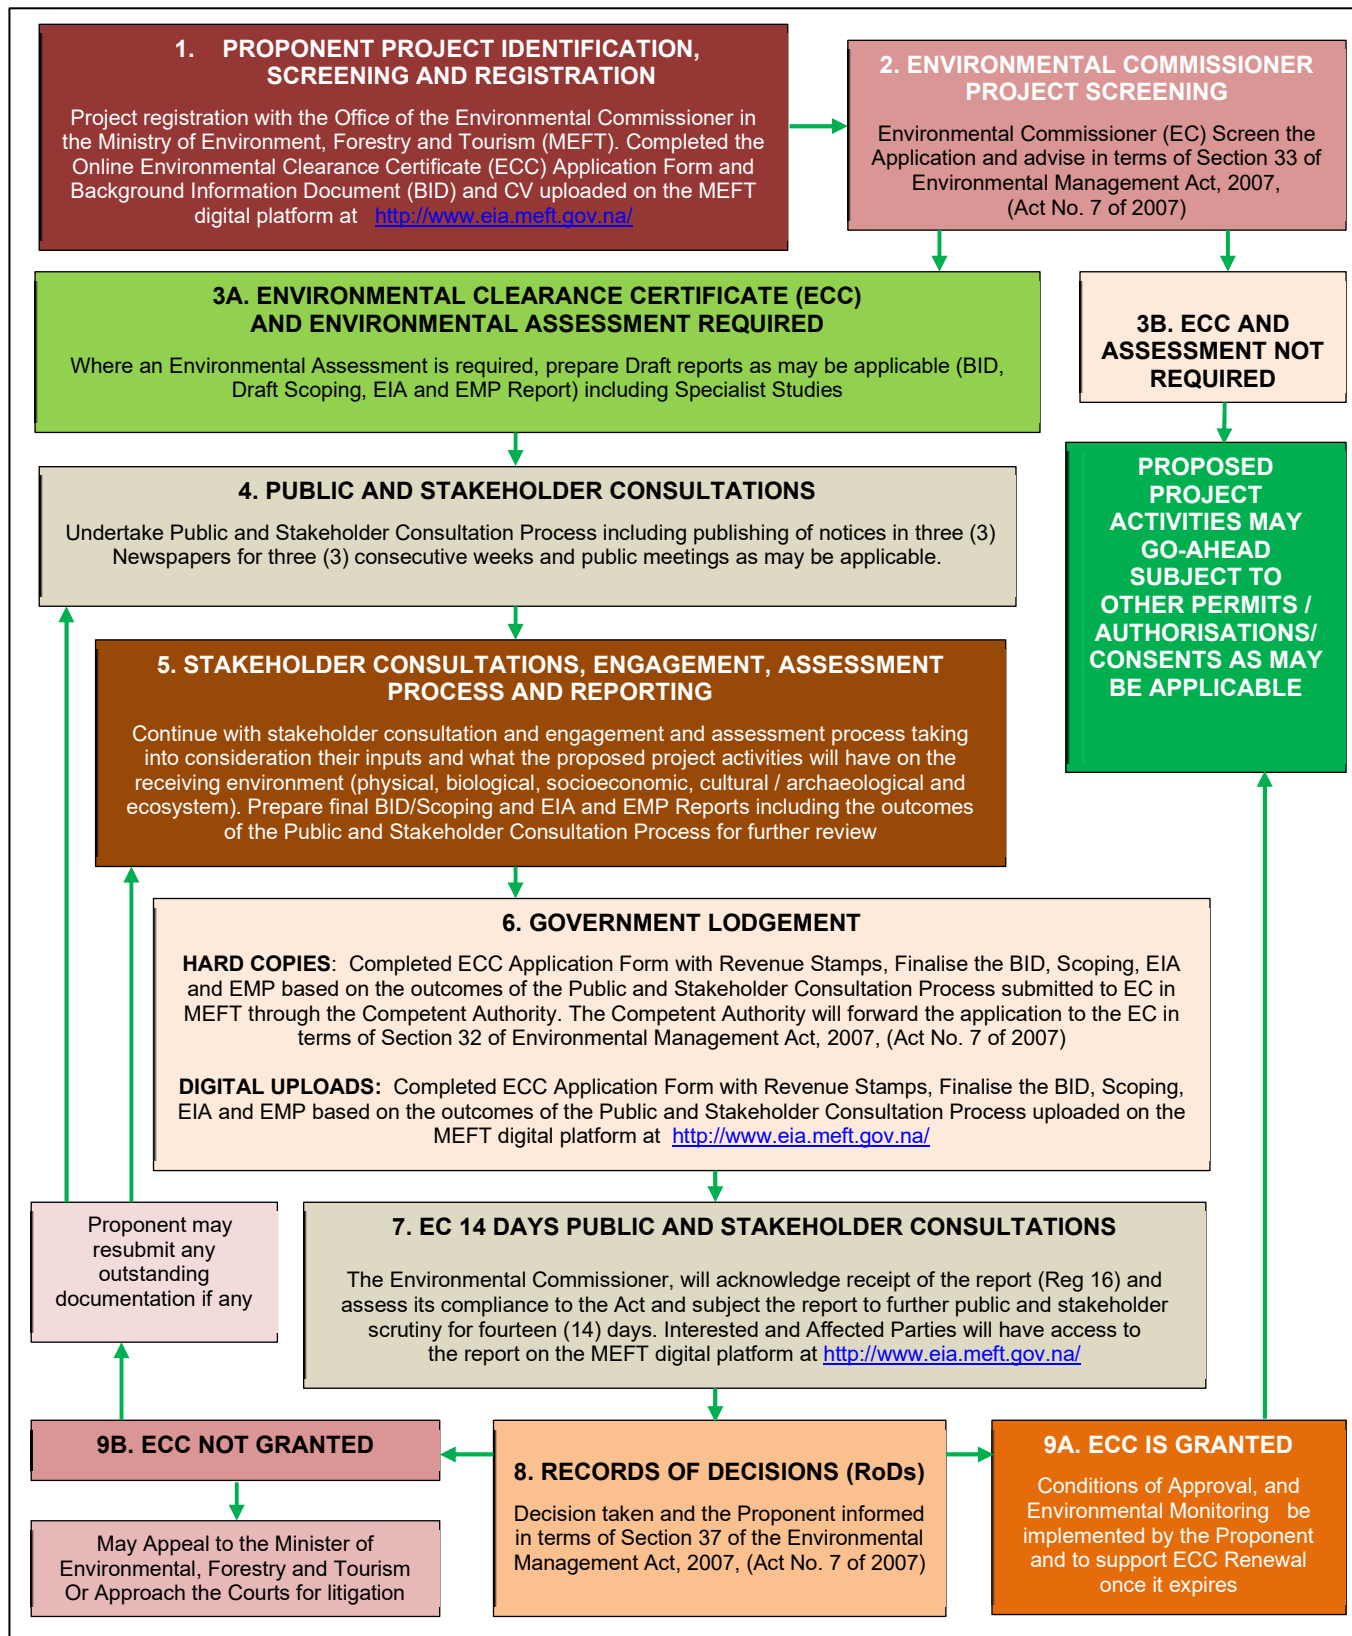 1. PROPONENT PROJECT IDENTIFICATION,
SCREENING AND REGISTRATION
Project registration with the Office of the Environmental Commissioner in
the Ministry of Environment, Forestry and Tourism (MEFT). Completed the
Online Environmental Clearance Certificate (ECC) Application Form and
Background Information Document (BID) and CV uploaded on the MEFT
digital platform at http://www.eia.meft.gov.na/
2. ENVIRONMENTAL COMMISSIONER
PROJECT SCREENING
Environmental Commissioner (EC) Screen the
Application and advise in terms of Section 33 of
Environmental Management Act, 2007,
(Act No. 7 of 2007)
3A. ENVIRONMENTAL CLEARANCE CERTIFICATE (ECC)
AND ENVIRONMENTAL ASSESSMENT REQUIRED
Where an Environmental Assessment is required, prepare Draft reports as may be applicable (BID,
Draft Scoping, EIA and EMP Report) including Specialist Studies
3B. ECC AND
ASSESSMENT NOT
REQUIRED
4. PUBLIC AND STAKEHOLDER CONSULTATIONS
Undertake Public and Stakeholder Consultation Process including publishing of notices in three (3)
Newspapers for three (3) consecutive weeks and public meetings as may be applicable.
PROPOSED
PROJECT
ACTIVITIES MAY
GO-AHEAD
SUBJECT TO
OTHER PERMITS /
AUTHORISATIONS/
CONSENTS AS MAY
BE APPLICABLE
5. STAKEHOLDER CONSULTATIONS, ENGAGEMENT, ASSESSMENT
PROCESS AND REPORTING
Continue with stakeholder consultation and engagement and assessment process taking
into consideration their inputs and what the proposed project activities will have on the
receiving environment (physical, biological, socioeconomic, cultural / archaeological and
ecosystem). Prepare final BID/Scoping and EIA and EMP Reports including the outcomes
of the Public and Stakeholder Consultation Process for further review
6. GOVERNMENT LODGEMENT
HARD COPIES: Completed ECC Application Form with Revenue Stamps, Finalise the BID, Scoping, EIA
and EMP based on the outcomes of the Public and Stakeholder Consultation Process submitted to EC in
MEFT through the Competent Authority. The Competent Authority will forward the application to the EC in
terms of Section 32 of Environmental Management Act, 2007, (Act No. 7 of 2007)
DIGITAL UPLOADS: Completed ECC Application Form with Revenue Stamps, Finalise the BID, Scoping,
EIA and EMP based on the outcomes of the Public and Stakeholder Consultation Process uploaded on the
MEFT digital platform at http://www.eia.meft.gov.na/
Proponent may
resubmit any
outstanding
documentation if any
7. EC 14 DAYS PUBLIC AND STAKEHOLDER CONSULTATIONS
The Environmental Commissioner, will acknowledge receipt of the report (Reg 16) and
assess its compliance to the Act and subject the report to further public and stakeholder
scrutiny for fourteen (14) days. Interested and Affected Parties will have access to
the report on the MEFT digital platform at http://www.eia.meft.gov.na/
9B. ECC NOT GRANTED
May Appeal to the Minister of
Environmental, Forestry and Tourism
Or Approach the Courts for litigation
8. RECORDS OF DECISIONS (RoDs)
Decision taken and the Proponent informed
in terms of Section 37 of the Environmental
Management Act, 2007, (Act No. 7 of 2007)
9A. ECC IS GRANTED
Conditions of Approval, and
Environmental Monitoring be
implemented by the Proponent
and to support ECC Renewal
once it expires